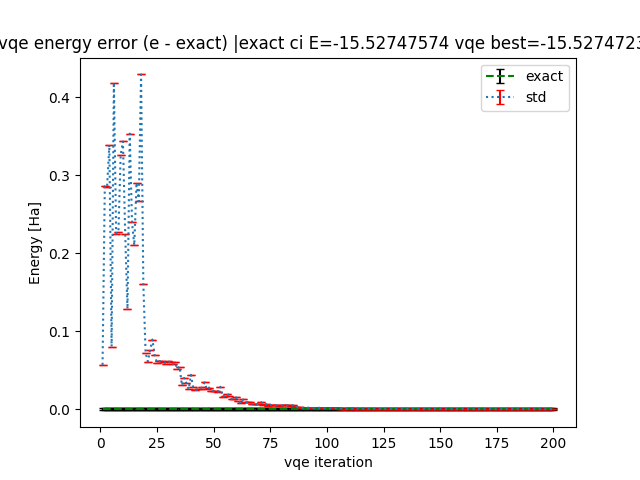 vqe energy error (e - exact) |exact ci E=-15.52747574 vqe best=-15.5274723
exact
std
0.4
0.3
0.2
0.1
0.0
Energy [Ha]
0 25 50 75 100 125 150 175 200
vqe iteration